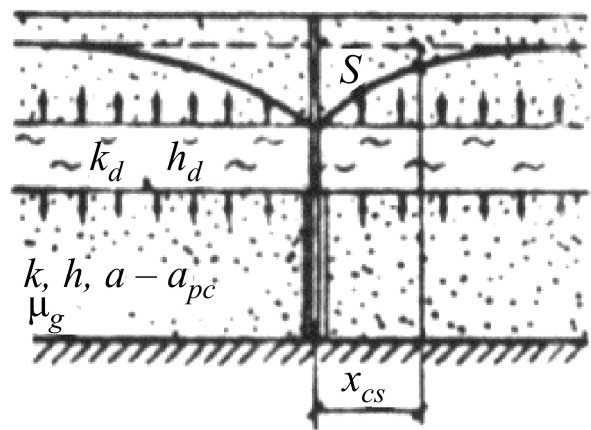 S
k_d h_d
k, h, a – a_pc
μ_g
x_cs